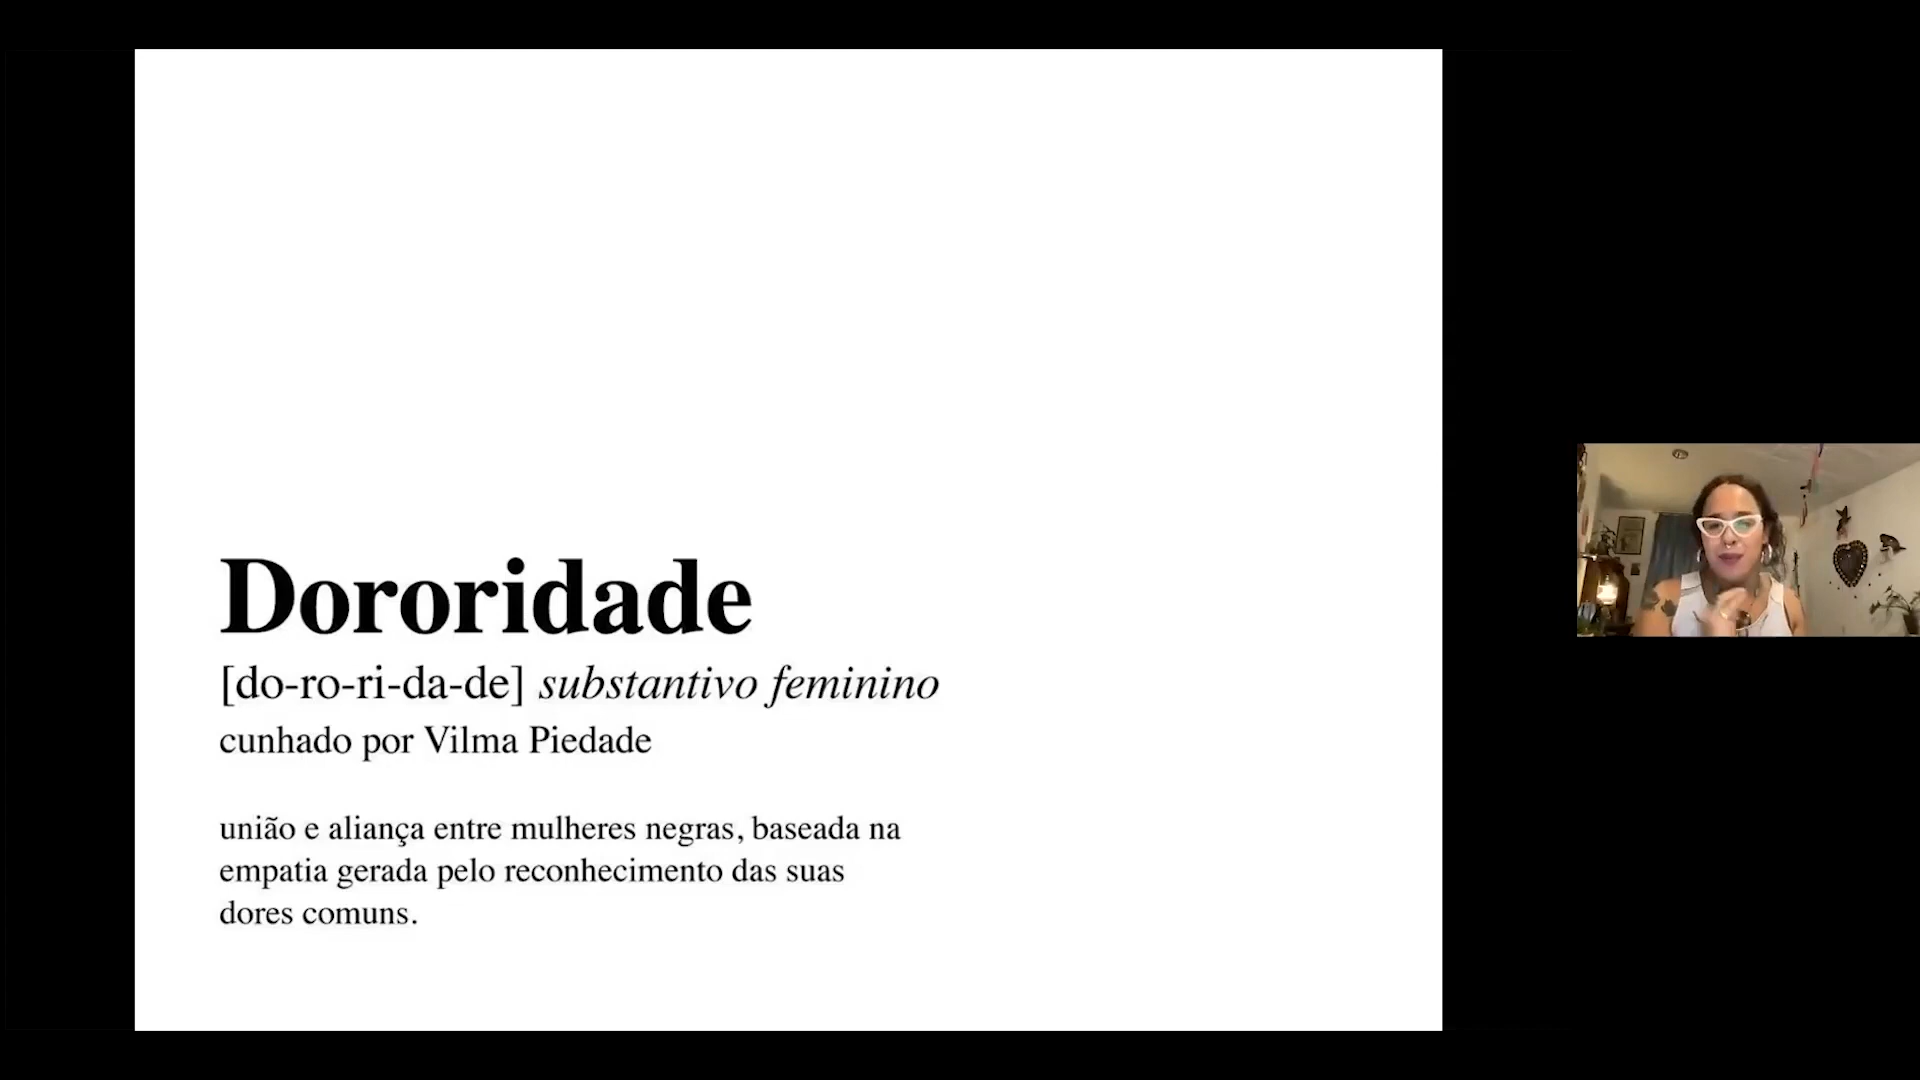 Dororidade
[do-ro-ri-da-de] substantivo feminino
cunhado por Vilma Piedade
união e aliança entre mulheres negras, baseada na
empatia gerada pelo reconhecimento das suas
dores comuns.